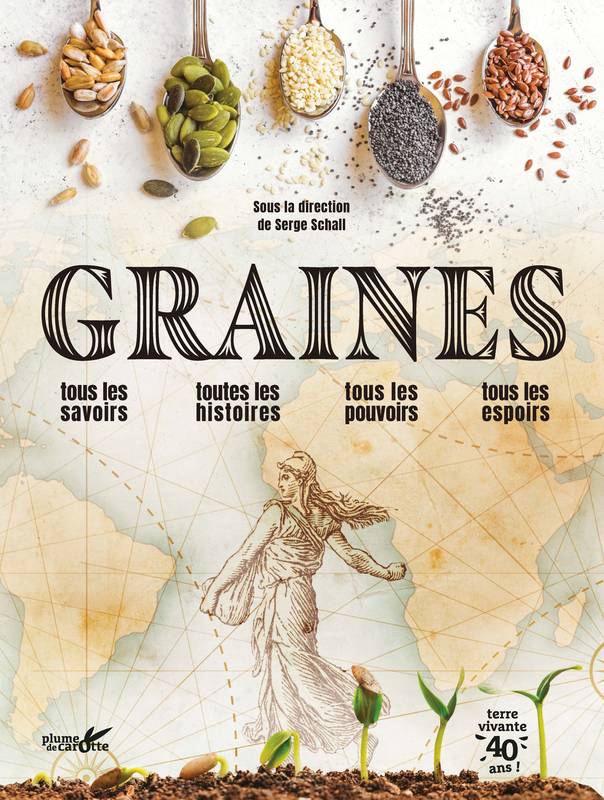 Sous la direction
de Serge Schall
GRAINES
tous les
savoirs
toutes les
histoires
tous les
pouvoirs
tous les
espoirs
plume
de carotte
terre
vivante
40
ans !